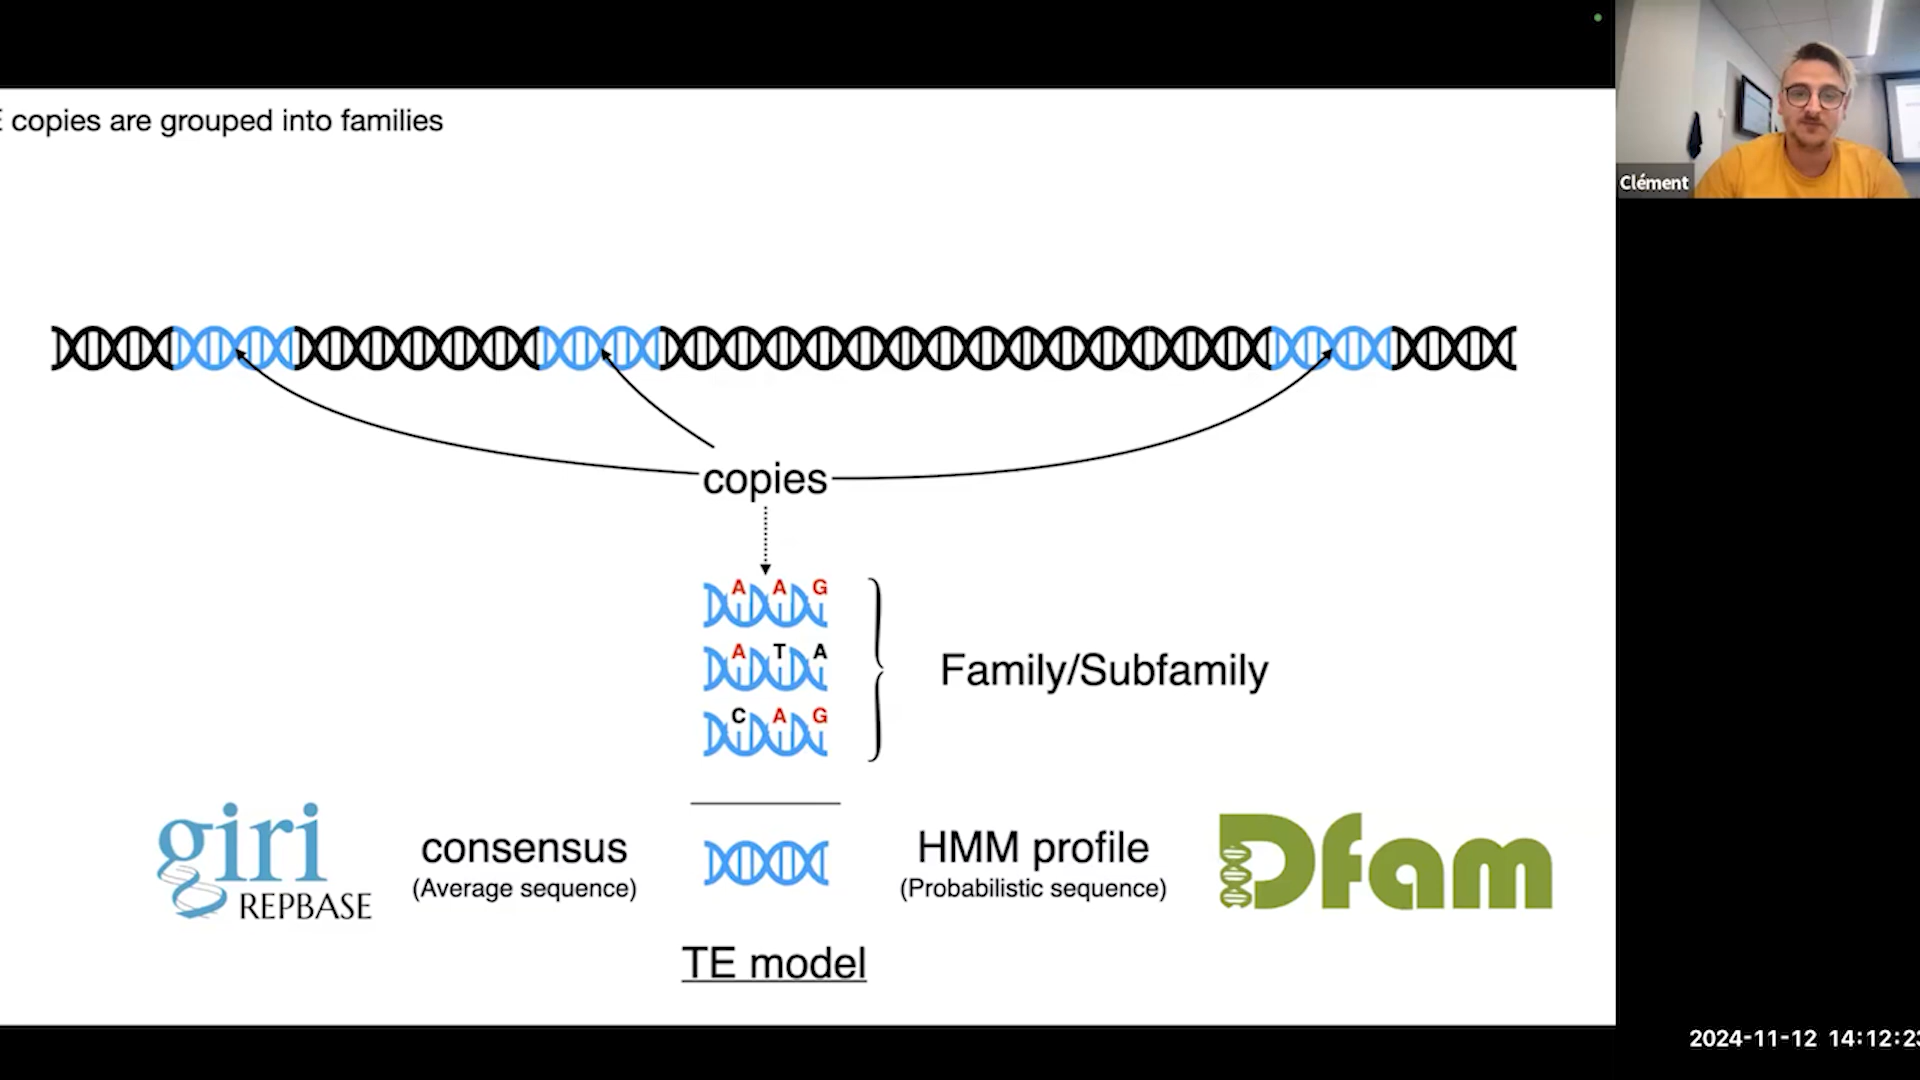 copies are grouped into families
Clément
copies
A A G
A T A
C A G
Family/Subfamily
giri
REPBASE
consensus
(Average sequence)
HMM profile
(Probabilistic sequence)
Dfam
TE model
2024-11-12 14:12:23